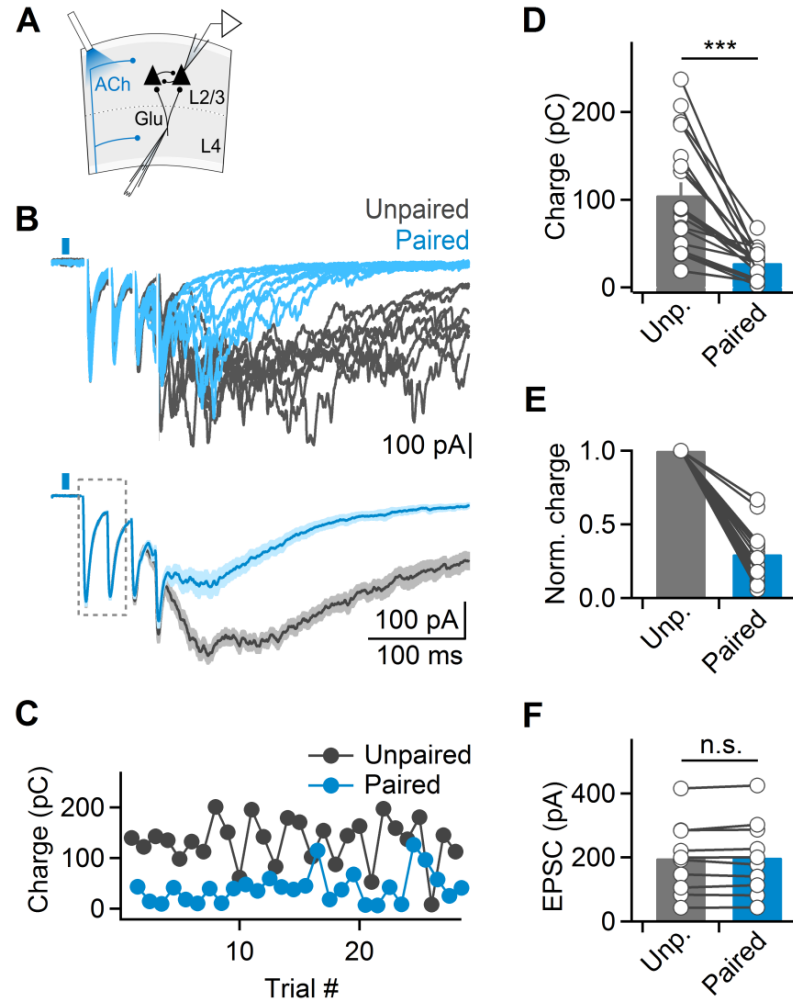 A
ACh
L2/3
Glu
L4
B
Unpaired
Paired
100 pA
100 pA
100 ms
C
Unpaired
Paired
Charge (pC)
200
100
0
10
20
Trial #
D
***
Charge (pC)
200
100
0
Unp.
Paired
E
Norm. charge
1.0
0.5
0.0
Unp.
Paired
F
n.s.
EPSC (pA)
400
200
0
Unp.
Paired